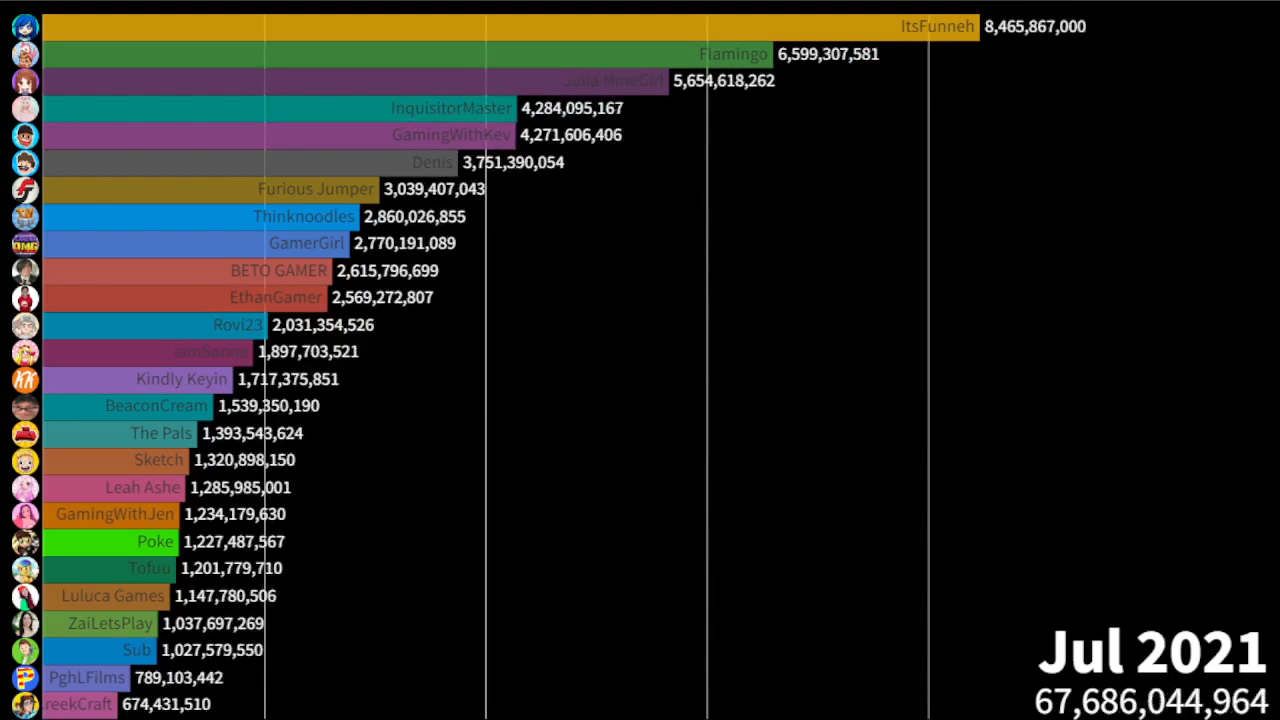 ItsFunneh 8,465,867,000
Flamingo 6,599,307,581
Julia MineGirl 5,654,618,262
InquisitorMaster 4,284,095,167
GamingWithKev 4,271,606,406
Denis 3,751,390,054
Furious Jumper 3,039,407,043
Thinknoodles 2,860,026,855
GamerGirl 2,770,191,089
BETO GAMER 2,615,796,699
EthanGamer 2,569,272,807
Rovi23 2,031,354,526
iamSanna 1,897,703,521
Kindly Keyin 1,717,375,851
BeaconCream 1,539,350,190
The Pals 1,393,543,624
Sketch 1,320,898,150
Leah Ashe 1,285,985,001
GamingWithJen 1,234,179,630
Poke 1,227,487,567
Tofuu 1,201,779,710
Luluca Games 1,147,780,506
ZaiLetsPlay 1,037,697,269
Sub 1,027,579,550
PghLFilms 789,103,442
reekCraft 674,431,510
Jul 2021
67,686,044,964